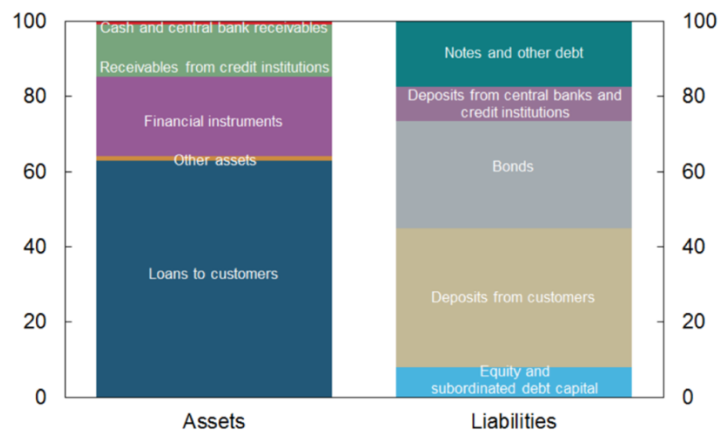 100
80
60
40
20
0
Cash and central bank receivables
Receivables from credit institutions
Financial instruments
Other assets
Loans to customers
Notes and other debt
Deposits from central banks and
credit institutions
Bonds
Deposits from customers
Equity and
subordinated debt capital
100
80
60
40
20
0
Assets
Liabilities